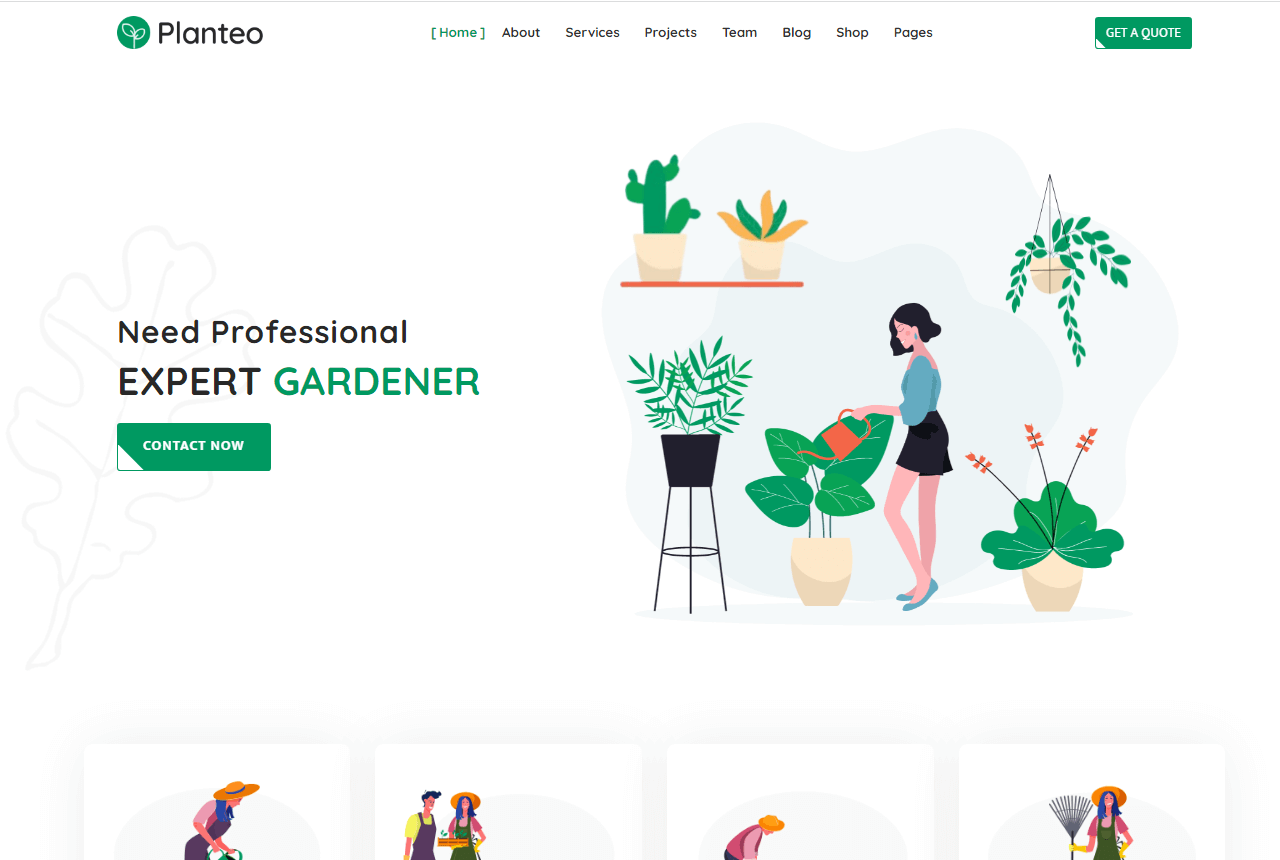 Planteo
[ Home ] About Services Projects Team Blog Shop Pages
GET A QUOTE
Need Professional
EXPERT GARDENER
CONTACT NOW